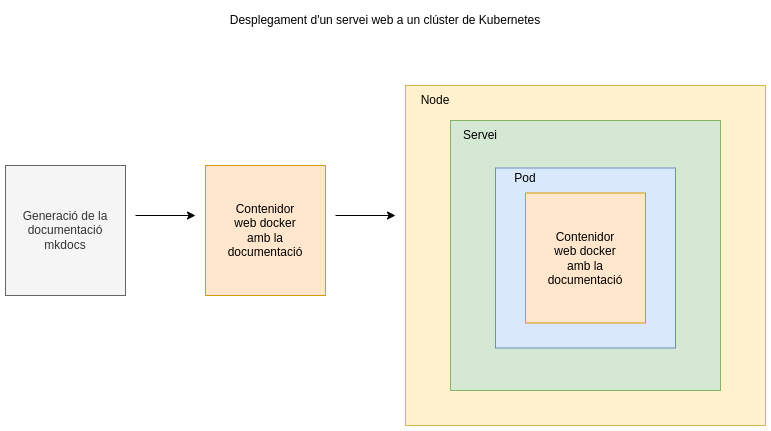 Desplegament d'un servei web a un clúster de Kubernetes
Generació de la
documentació
mkdocs
Contenidor
web docker
amb la
documentació
Node
Servei
Pod
Contenidor
web docker
amb la
documentació